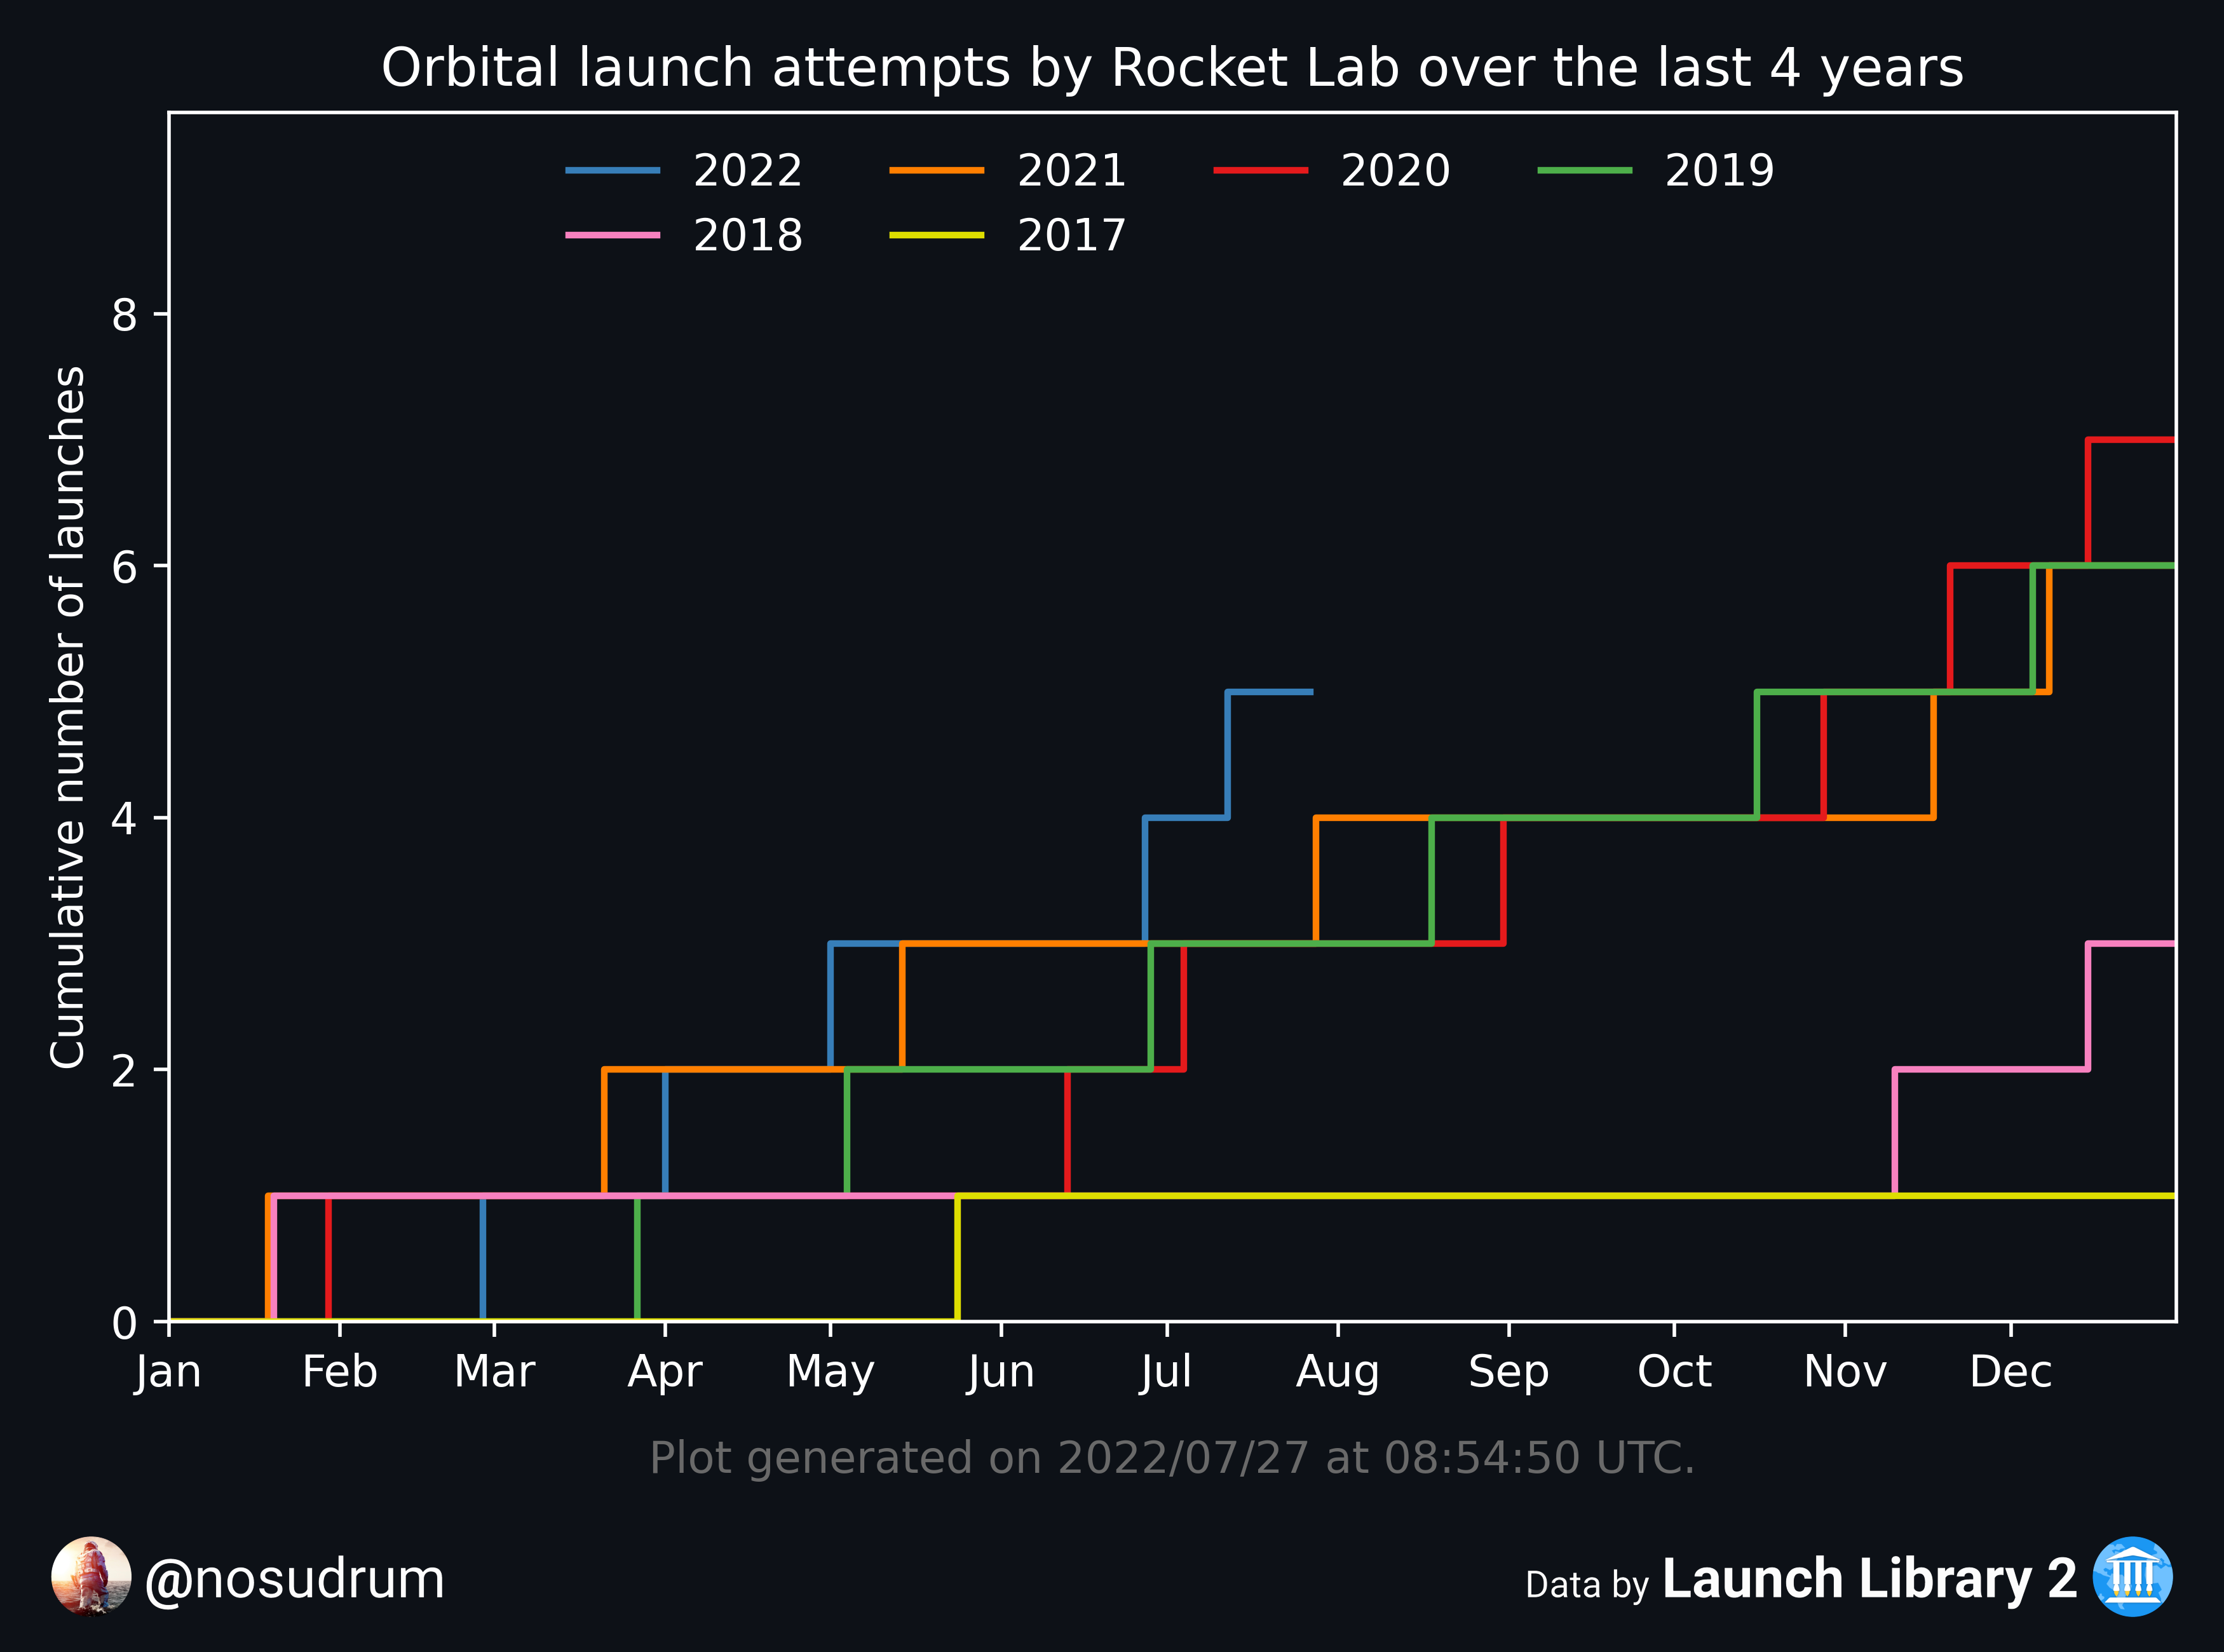 Orbital launch attempts by Rocket Lab over the last 4 years
2022 2021 2020 2019
2018 2017
Cumulative number of launches
8
6
4
2
0
Jan Feb Mar Apr May Jun Jul Aug Sep Oct Nov Dec
Plot generated on 2022/07/27 at 08:54:50 UTC.
@nosudrum
Data by Launch Library 2